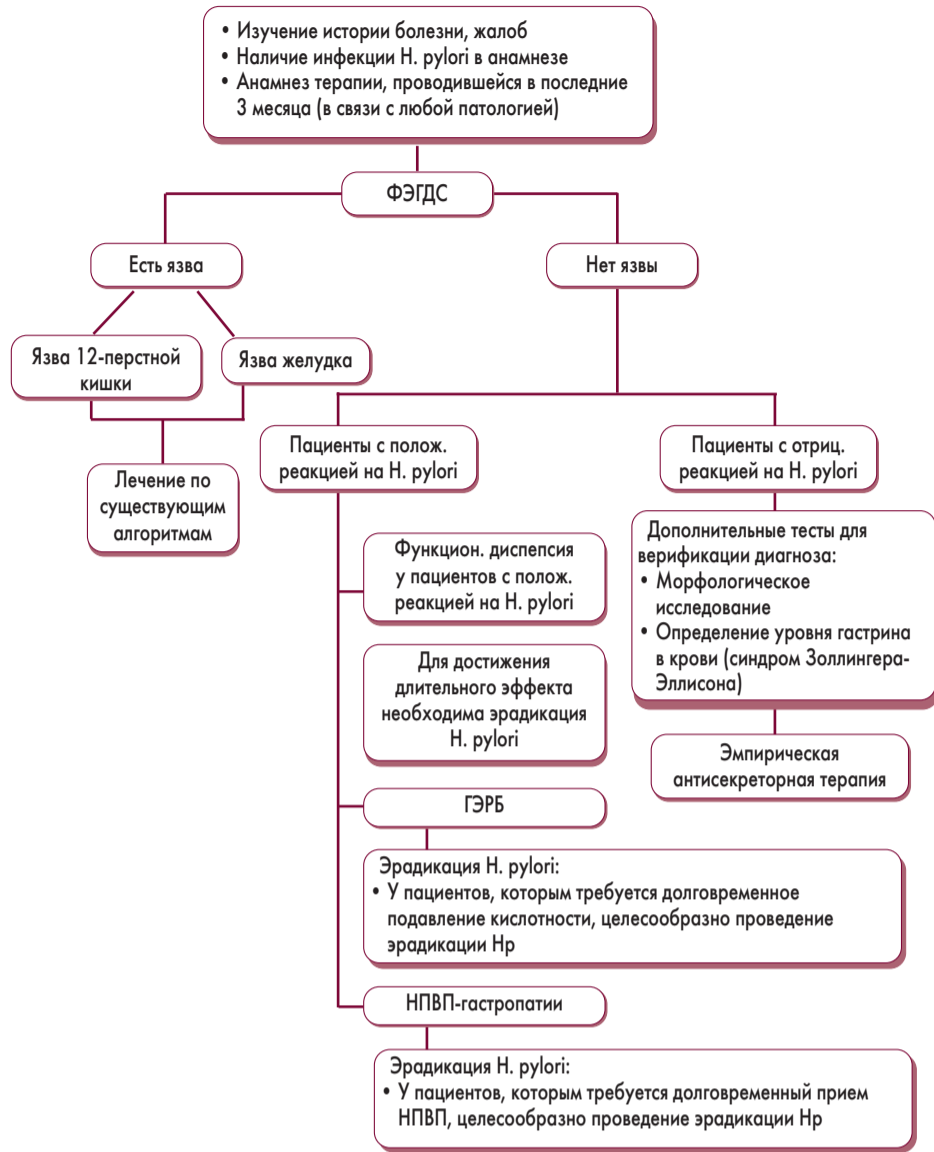 • Изучение истории болезни, жалоб
• Наличие инфекции H. pylori в анамнезе
• Анамнез терапии, проводившейся в последние
3 месяца (в связи с любой патологией)
ФЭГДС
Есть язва
Нет язвы
Язва 12-перстной
кишки
Язва желудка
Лечение по
существующим
алгоритмам
Пациенты с полож.
реакцией на H. pylori
Пациенты с отриц.
реакцией на H. pylori
Функцион. диспепсия
у пациентов с полож.
реакцией на H. pylori
Для достижения
длительного эффекта
необходима эрадикация
H. pylori
Дополнительные тесты для
верификации диагноза:
• Морфологическое
исследование
• Определение уровня гастрина
в крови (синдром Золлингера-
Эллисона)
Эмпирическая
антисекреторная терапия
ГЭРБ
Эрадикация H. pylori:
• У пациентов, которым требуется долговременное
подавление кислотности, целесообразно проведение
эрадикации Нр
НПВП-гастропатии
Эрадикация H. pylori:
• У пациентов, которым требуется долговременный прием
НПВП, целесообразно проведение эрадикации Нр